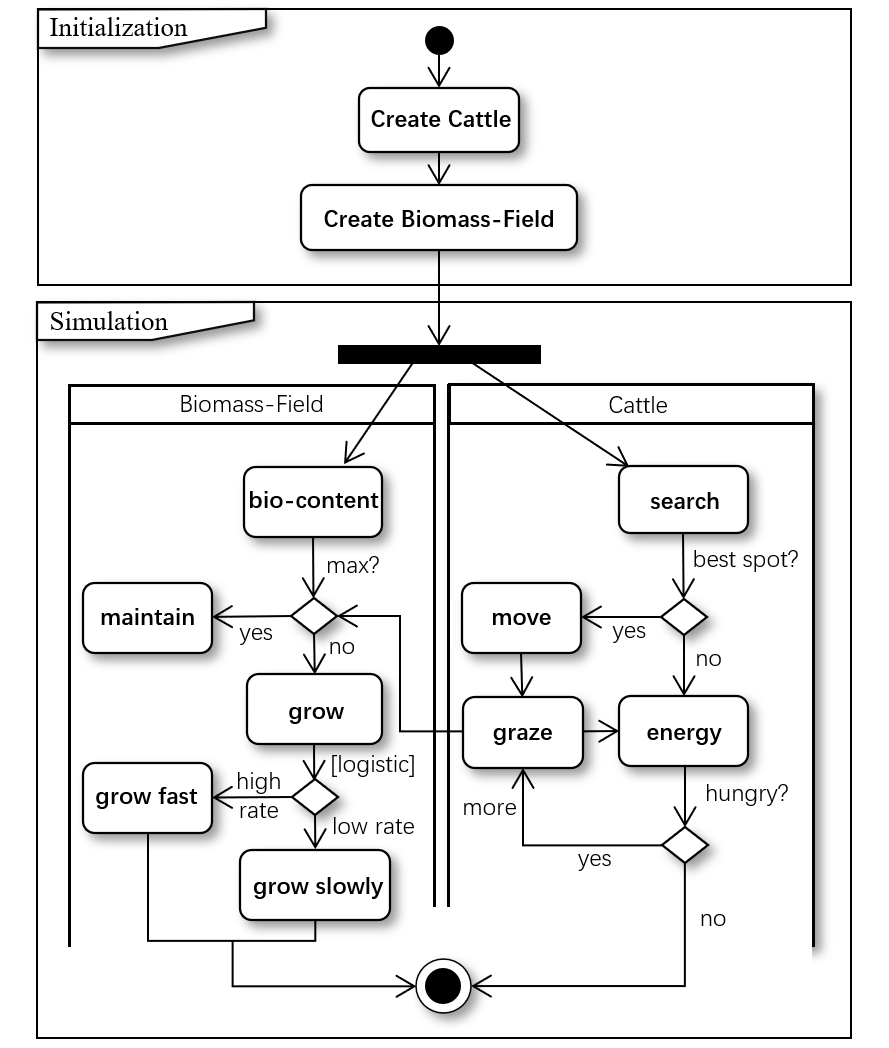 Initialization
Create Cattle
Create Biomass-Field
Simulation
Biomass-Field
Cattle
bio-content
search
max?
best spot?
maintain
yes
no
move
yes
no
grow
graze
energy
[logistic]
grow fast
high
rate
low rate
more
hungry?
yes
grow slowly
no